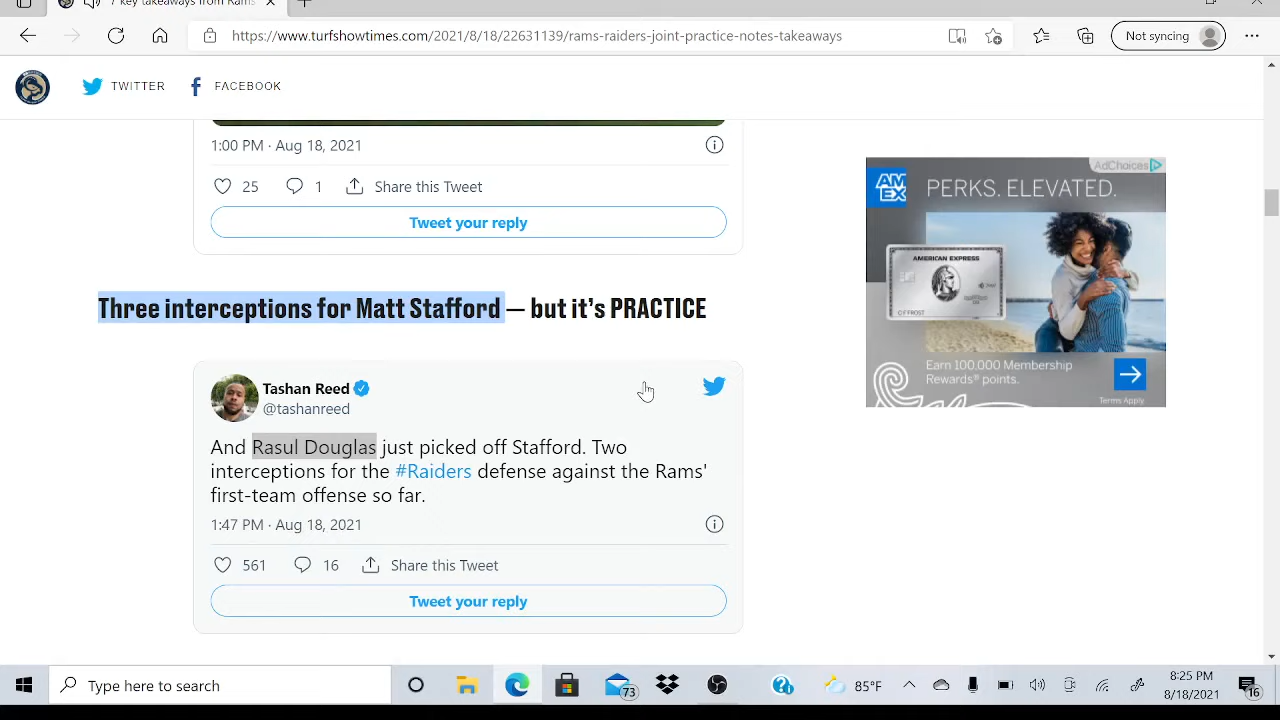 7 key takeaways from Rams
https://www.turfshowtimes.com/2021/8/18/22631139/rams-raiders-joint-practice-notes-takeaways
Not syncing
TWITTER
FACEBOOK
1:00 PM · Aug 18, 2021
25
1
Share this Tweet
Tweet your reply
Three interceptions for Matt Stafford — but it's PRACTICE
Tashan Reed
@tashanreed
And Rasul Douglas just picked off Stafford. Two
interceptions for the #Raiders defense against the Rams'
first-team offense so far.
1:47 PM · Aug 18, 2021
561
16
Share this Tweet
Tweet your reply
AdChoices
AM
EX
PERKS. ELEVATED.
AMERICAN EXPRESS
Earn 100,000 Membership
Rewards® points.
Terms Apply.
Type here to search
73
85°F
8:25 PM
8/18/2021
16